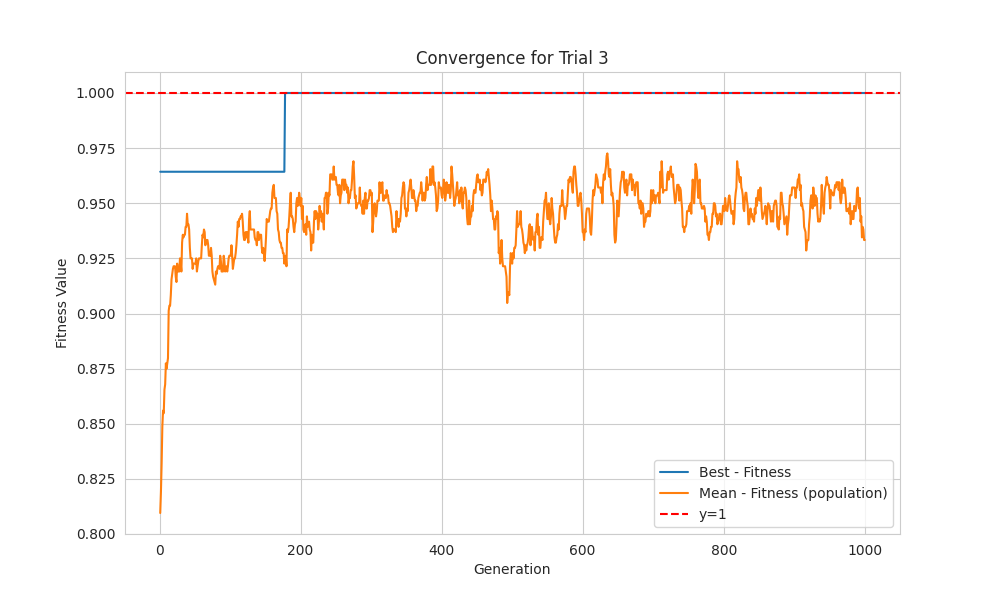 Convergence for Trial 3
Fitness Value
1.000
0.975
0.950
0.925
0.900
0.875
0.850
0.825
0.800
0
200
400
600
800
1000
Generation
Best - Fitness
Mean - Fitness (population)
y=1